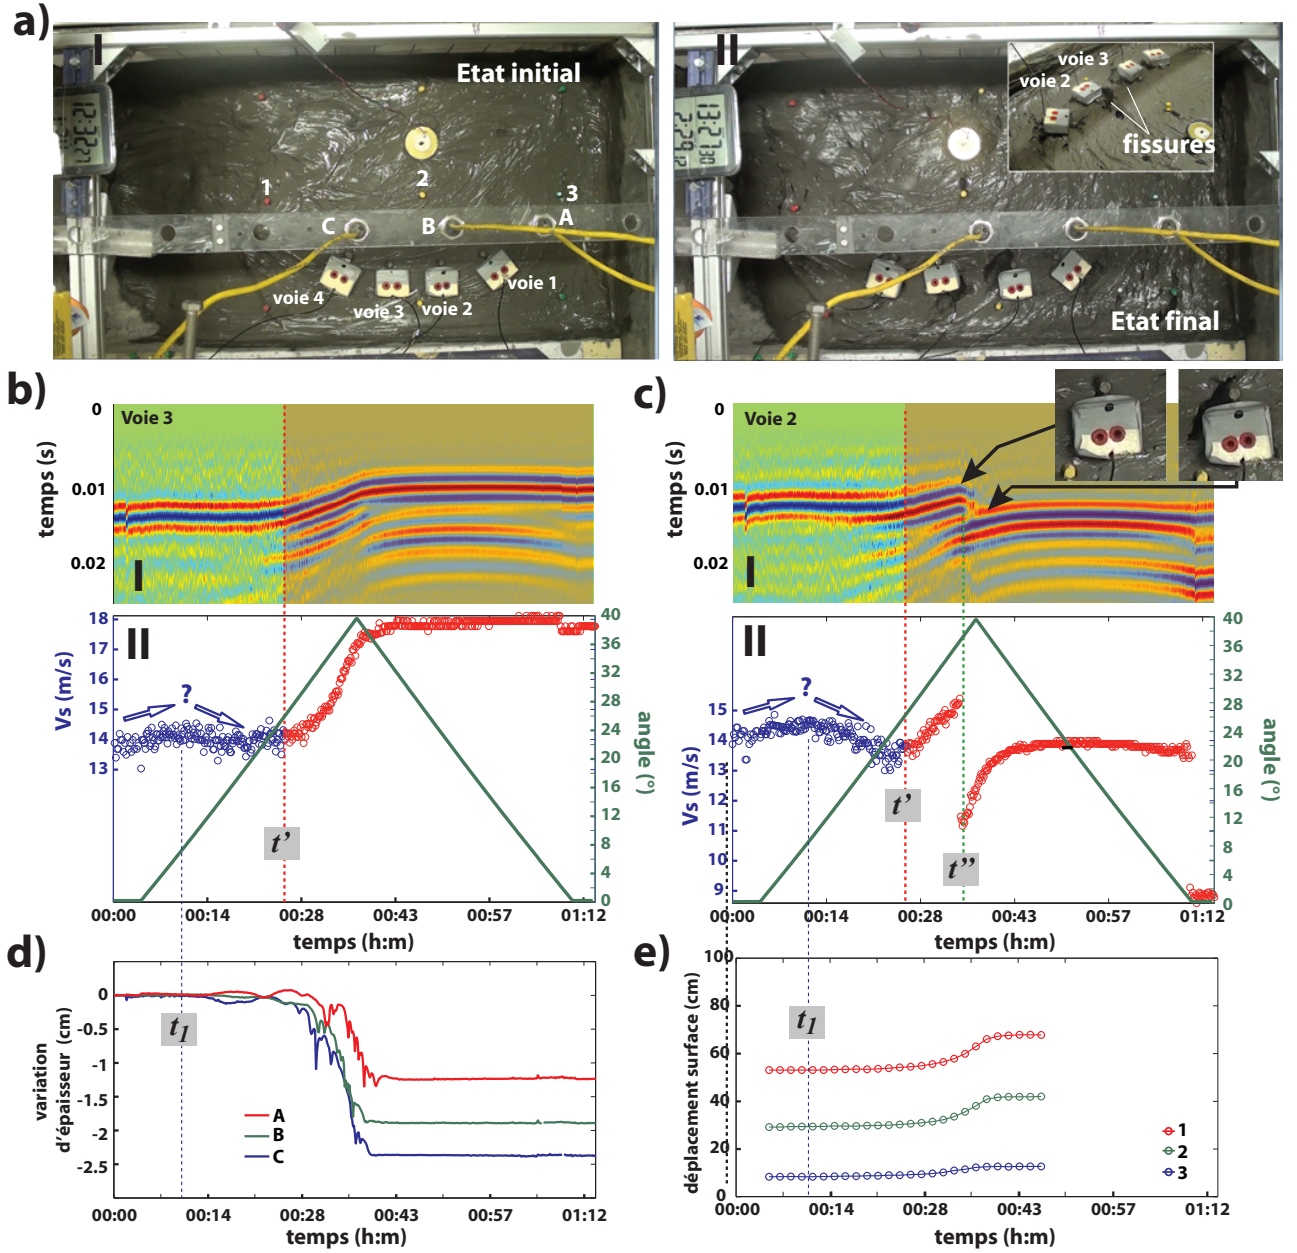 a)
I
Etat initial
1
2
3
C
B
A
voie 4
voie 3
voie 2
voie 1
II
voie 3
voie 2
fissures
Etat final
b)
Voie 3
0
0.01
0.02
temps (s)
I
II
18
17
16
15
14
13
Vs (m/s)
?
t'
40
36
32
28
24
20
16
12
8
4
0
angle (°)
00:00 00:14 00:28 00:43 00:57 01:12
temps (h:m)
c)
Voie 2
0
0.01
0.02
temps (s)
I
II
15
14
13
12
11
10
9
Vs (m/s)
?
t'
t''
40
36
32
28
24
20
16
12
8
4
0
angle (°)
00:00 00:14 00:28 00:43 00:57 01:12
temps (h:m)
d)
0
-0.5
-1
-1.5
-2
-2.5
variation
d'épaisseur (cm)
t1
A
B
C
00:00 00:14 00:28 00:43 00:57 01:12
temps (h:m)
e)
100
80
60
40
20
0
déplacement surface (cm)
t1
1
2
3
00:00 00:14 00:28 00:43 00:57 01:12
temps (h:m)